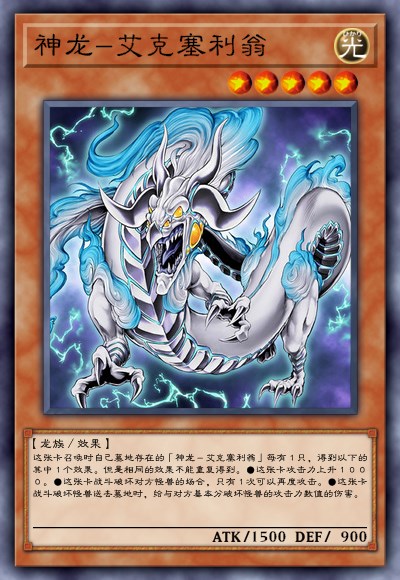 神龙－艾克塞利翁
光
【龙族／效果】
这张卡召唤时自己墓地存在的「神龙－艾克塞利翁」每有１只，得到以下的
其中１个效果。但是相同的效果不能重复得到。●这张卡攻击力上升１００
０。●这张卡战斗破坏对方怪兽的场合，只有１次可以再度攻击。●这张卡
战斗破坏怪兽送去墓地时，给与对方基本分破坏怪兽的攻击力数值的伤害。
ATK/1500 DEF/ 900